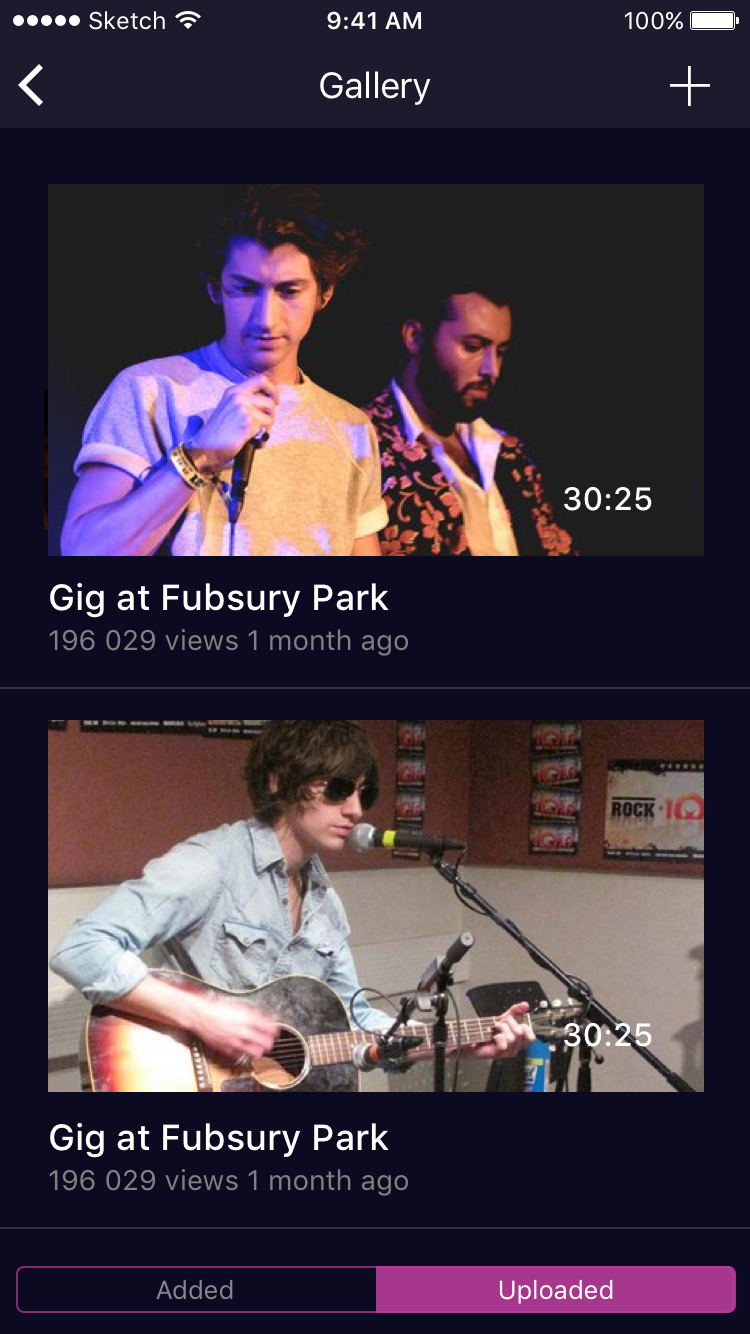 Sketch 9:41 AM 100%
Gallery
30:25
Gig at Fubsury Park
196 029 views 1 month ago
ROCK
30:25
Gig at Fubsury Park
196 029 views 1 month ago
Added Uploaded